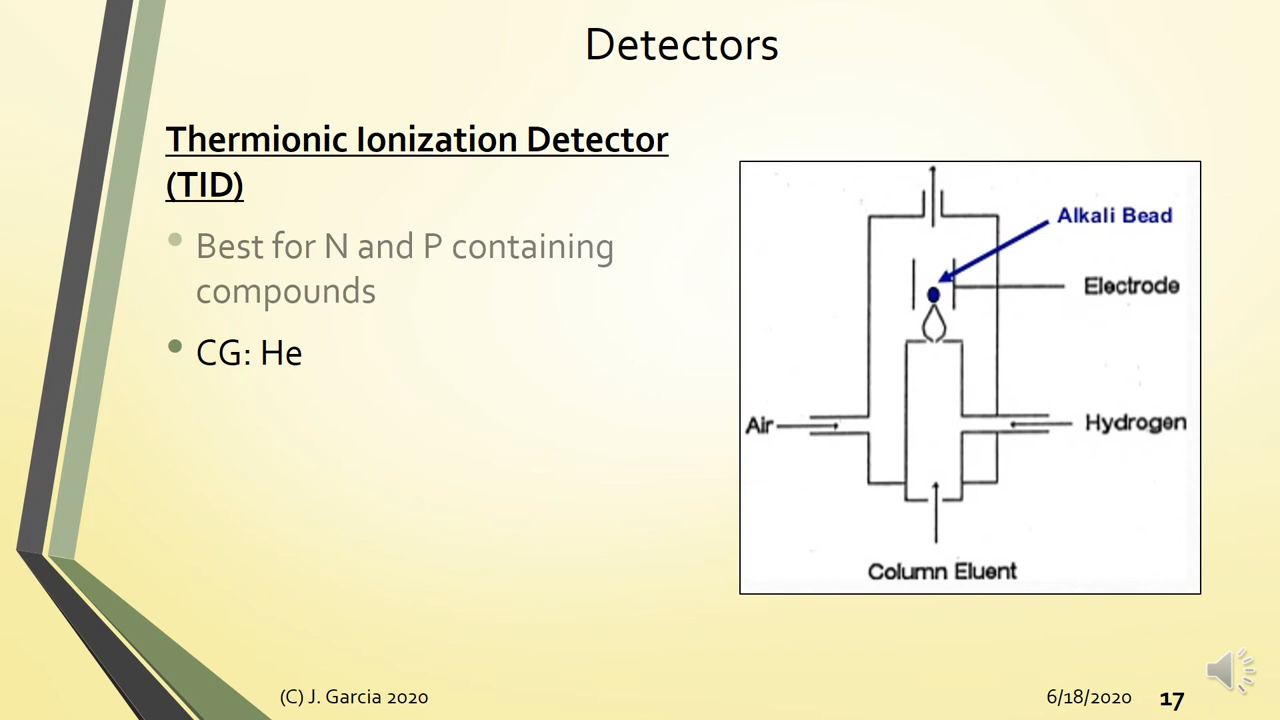 Detectors
Thermionic Ionization Detector
(TID)
Best for N and P containing
compounds
CG: He
Alkali Bead
Electrode
Air
Hydrogen
Column Eluent
(C) J. Garcia 2020
6/18/2020
17